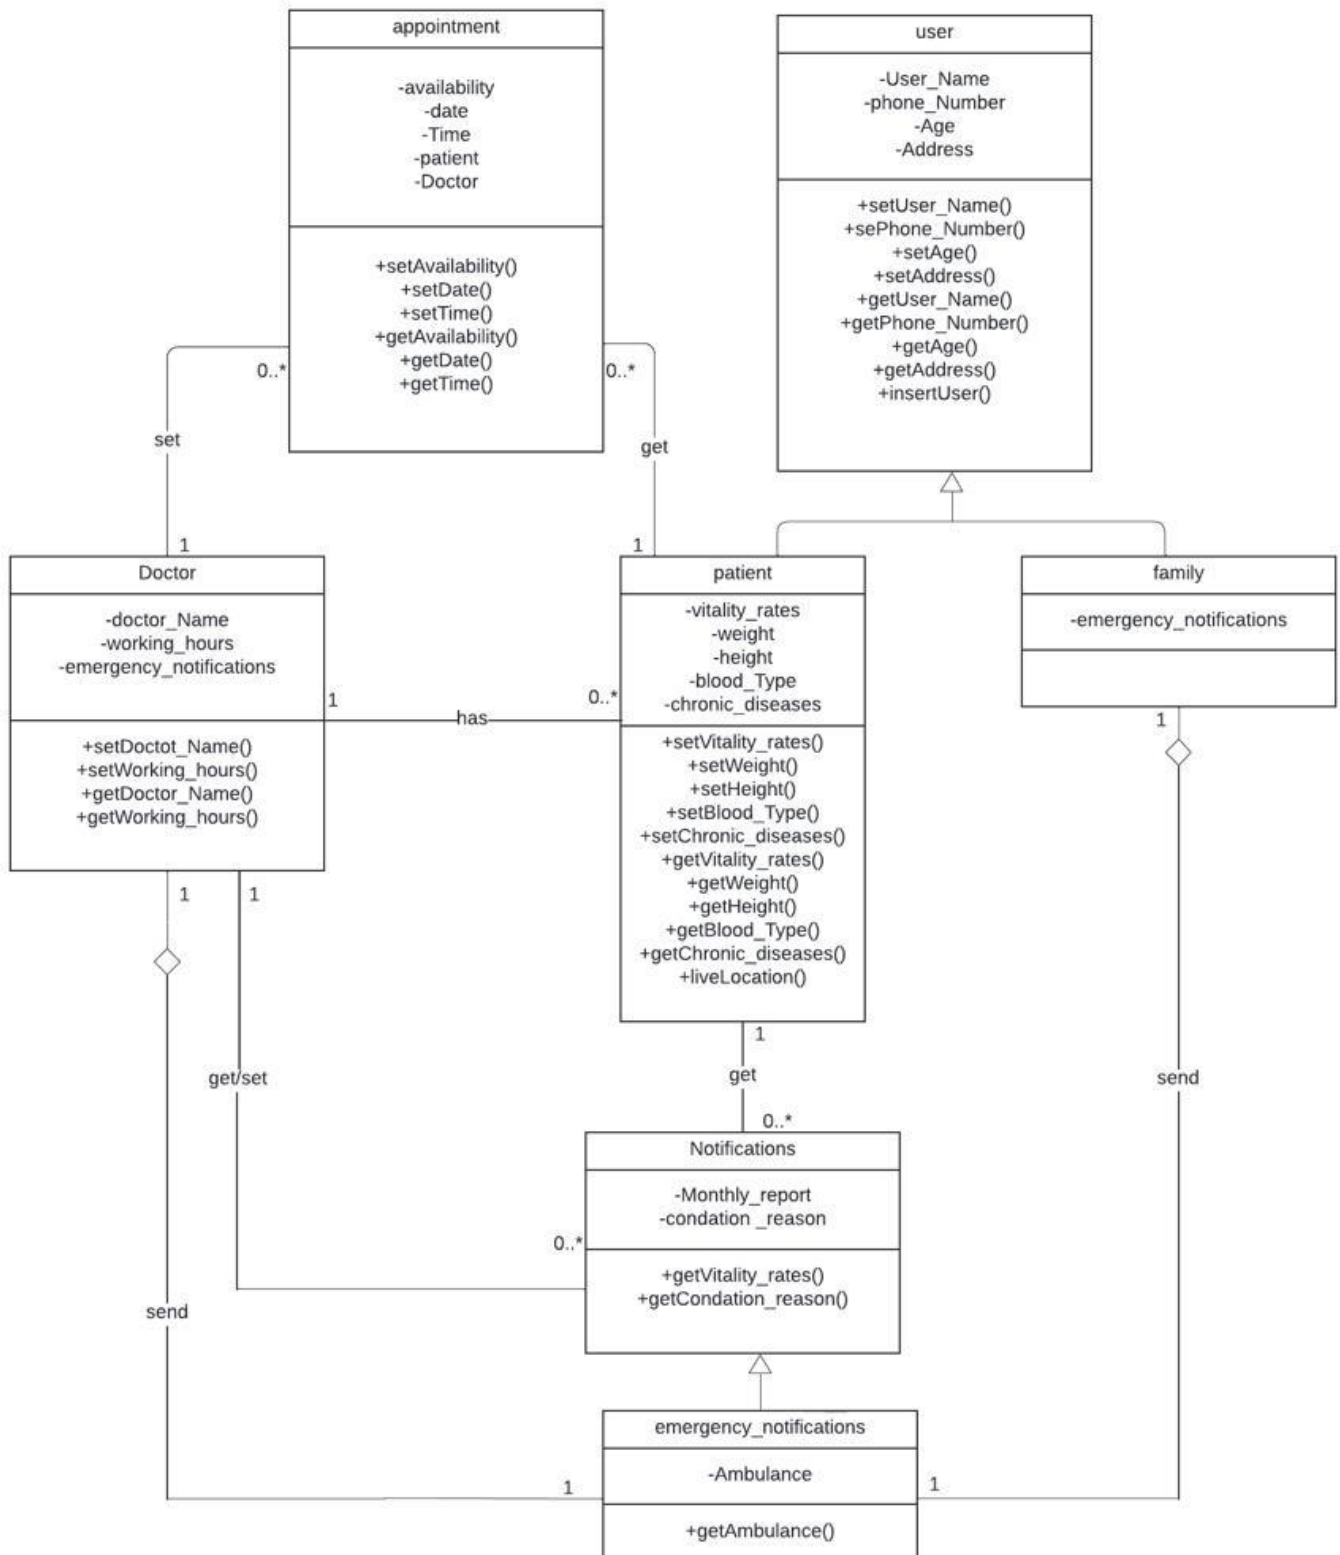 appointment
-availability
-date
-Time
-patient
-Doctor
+setAvailability()
+setDate()
+setTime()
+getAvailability()
+getDate()
+getTime()
user
-User_Name
-phone_Number
-Age
-Address
+setUser_Name()
+sePhone_Number()
+setAge()
+setAddress()
+getUser_Name()
+getPhone_Number()
+getAge()
+getAddress()
+insertUser()
0..*
0..*
set
get
1
1
Doctor
-doctor_Name
-working_hours
-emergency_notifications
+setDoctot_Name()
+setWorking_hours()
+getDoctor_Name()
+getWorking_hours()
1
has
0..*
patient
-vitality_rates
-weight
-height
-blood_Type
-chronic_diseases
+setVitality_rates()
+setWeight()
+setHeight()
+setBlood_Type()
+setChronic_diseases()
+getVitality_rates()
+getWeight()
+getHeight()
+getBlood_Type()
+getChronic_diseases()
+liveLocation()
family
-emergency_notifications
1
1
1
1
get/set
get
send
0..*
Notifications
-Monthly_report
-condation _reason
+getVitality_rates()
+getCondation_reason()
0..*
send
emergency_notifications
-Ambulance
+getAmbulance()
1
1